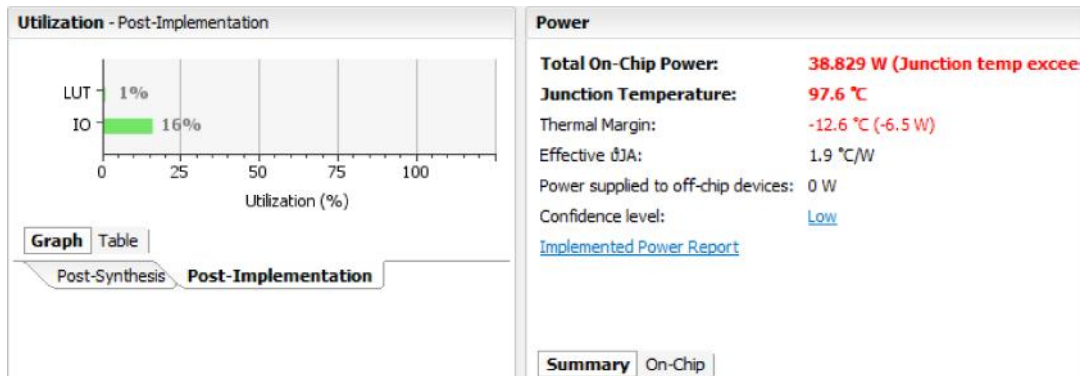 Utilization - Post-Implementation
LUT 1%
IO 16%
0 25 50 75 100
Utilization (%)
Graph Table
Post-Synthesis Post-Implementation
Power
Total On-Chip Power: 38.829 W (Junction temp excee
Junction Temperature: 97.6 °C
Thermal Margin: -12.6 °C (-6.5 W)
Effective ϑJA: 1.9 °C/W
Power supplied to off-chip devices: 0 W
Confidence level: Low
Implemented Power Report
Summary On-Chip